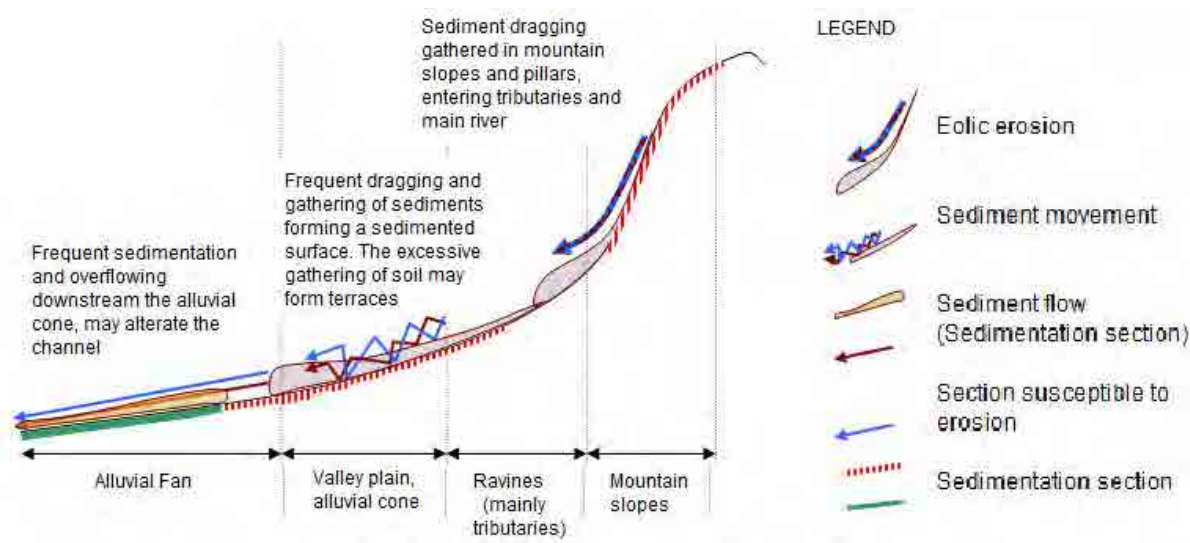 Sediment dragging
gathered in mountain
slopes and pillars,
entering tributaries and
main river
Frequent dragging and
gathering of sediments
forming a sedimented
surface. The excessive
gathering of soil may
form terraces
Frequent sedimentation
and overflowing
downstream the alluvial
cone, may alterate the
channel
Alluvial Fan
Valley plain,
alluvial cone
Ravines
(mainly
tributaries)
Mountain
slopes
LEGEND
Eolic erosion
Sediment movement
Sediment flow
(Sedimentation section)
Section susceptible to
erosion
Sedimentation section